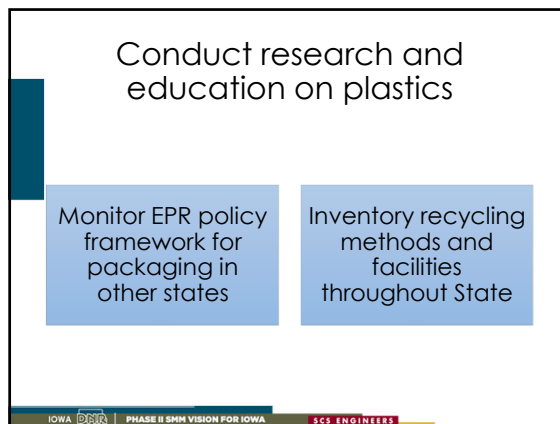 Conduct research and
education on plastics
Monitor EPR policy
framework for
packaging in
other states
Inventory recycling
methods and
facilities
throughout State
IOWA DNR PHASE II SMM VISION FOR IOWA SCS ENGINEERS